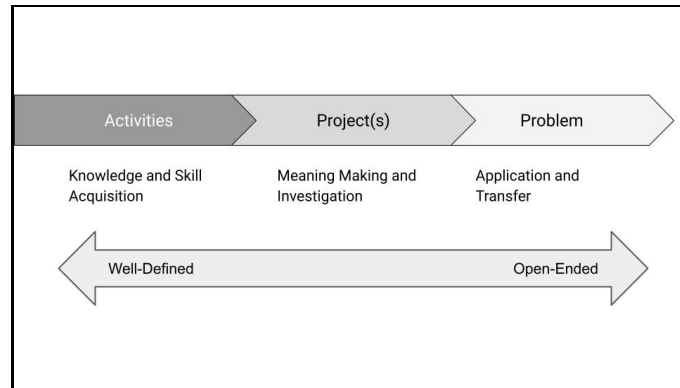 Activities
Project(s)
Problem
Knowledge and Skill
Acquisition
Meaning Making and
Investigation
Application and
Transfer
Well-Defined
Open-Ended